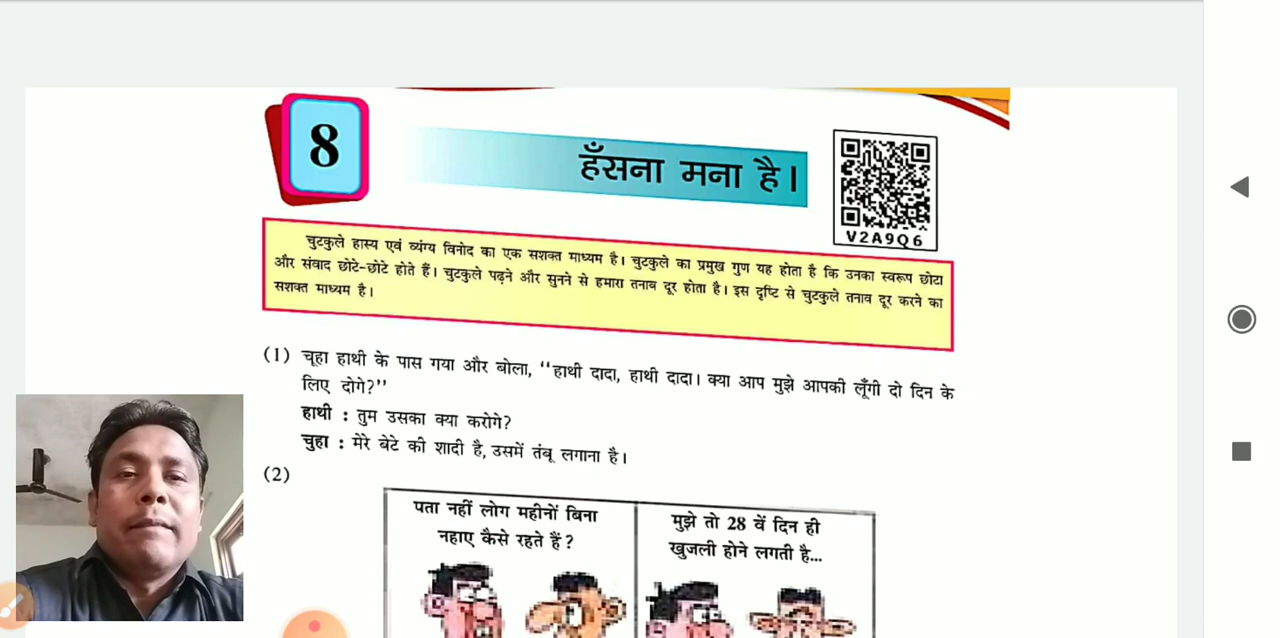 8
हँसना मना है।
V2A9Q6
चुटकुले हास्य एवं व्यंग्य विनोद का एक सशक्त माध्यम है। चुटकुले का प्रमुख गुण यह होता है कि उनका स्वरूप छोटा
और संवाद छोटे-छोटे होते हैं। चुटकुले पढ़ने और सुनने से हमारा तनाव दूर होता है। इस दृष्टि से चुटकुले तनाव दूर करने का
सशक्त माध्यम है।
(1) चूहा हाथी के पास गया और बोला, “हाथी दादा, हाथी दादा। क्या आप मुझे आपकी लूँगी दो दिन के
लिए दोगे?”
हाथी : तुम उसका क्या करोगे?
चुहा : मेरे बेटे की शादी है, उसमें तंबू लगाना है।
(2)
पता नहीं लोग महीनों बिना
नहाए कैसे रहते हैं ?
मुझे तो 28 वें दिन ही
खुजली होने लगती है...